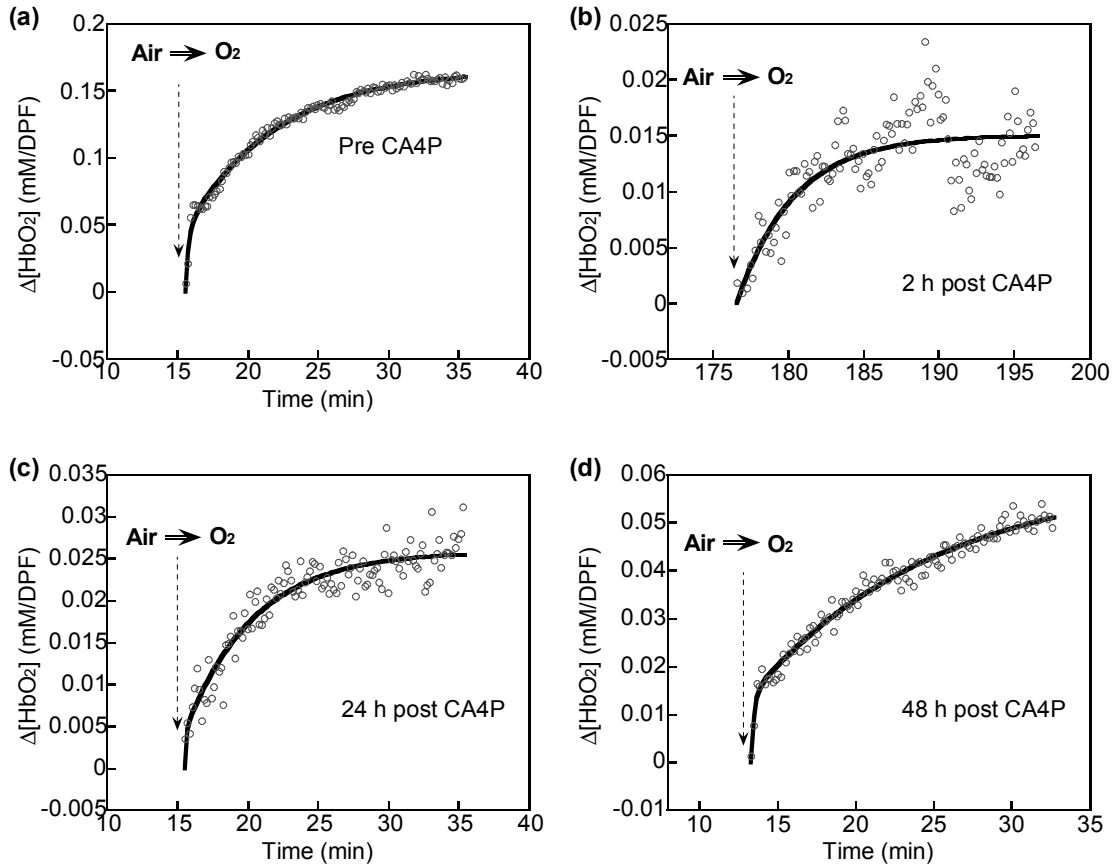 (a)
Δ[HbO2] (mM/DPF)
0.2
0.15
0.1
0.05
0
-0.05
Air ⇒ O2
Pre CA4P
10 15 20 25 30 35 40
Time (min)
(b)
Δ[HbO2] (mM/DPF)
0.025
0.02
0.015
0.01
0.005
0
-0.005
Air ⇒ O2
2 h post CA4P
175 180 185 190 195 200
Time (min)
(c)
Δ[HbO2] (mM/DPF)
0.035
0.03
0.025
0.02
0.015
0.01
0.005
0
-0.005
Air ⇒ O2
24 h post CA4P
10 15 20 25 30 35 40
Time (min)
(d)
Δ[HbO2] (mM/DPF)
0.06
0.05
0.04
0.03
0.02
0.01
0
-0.01
Air ⇒ O2
48 h post CA4P
10 15 20 25 30 35
Time (min)